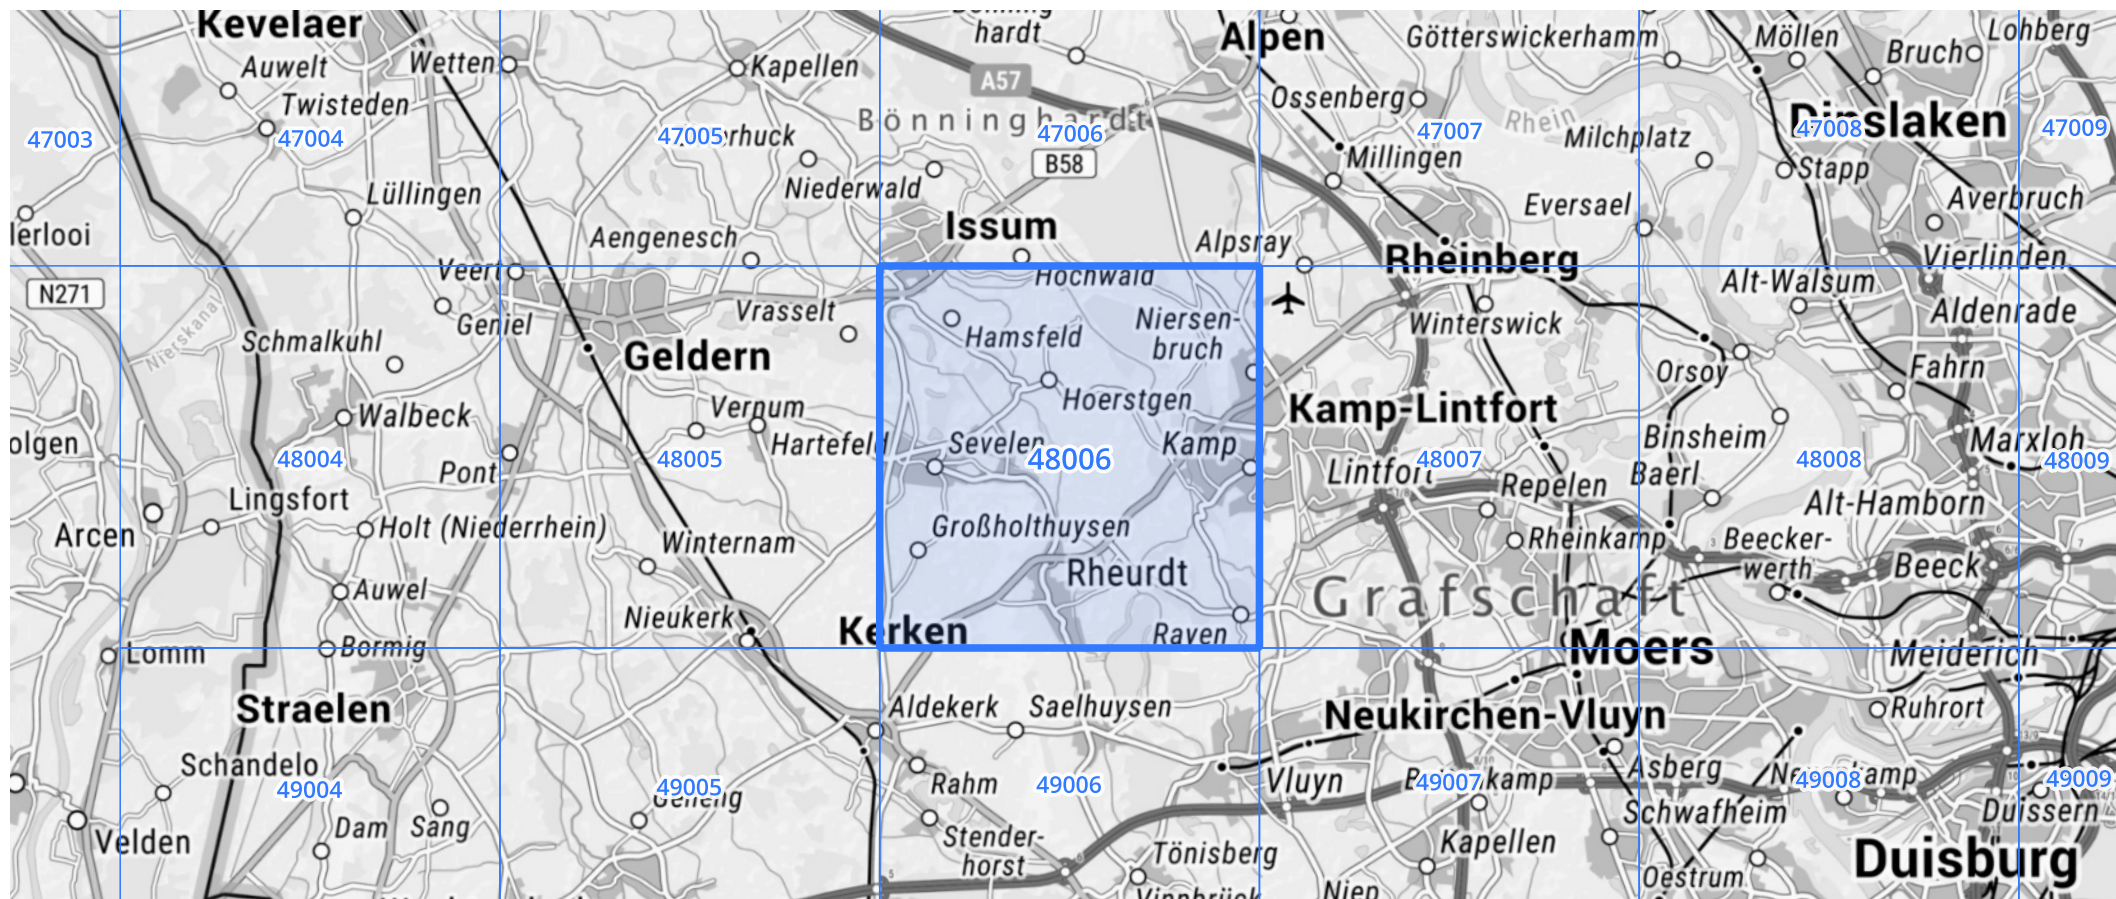 Kevelaer
Auwelt
Twisteden
47003
47004
Lüllingen
Wetten
Kapellen
47005
Niederwald
Aengenesch
hardt
A57
Bönninghardt
47006
B58
Issum
Alpen
Ossenberg
Millingen
47007
Alpsray
Rheinberg
Götterswickerhamm
Rhein
Milchplatz
Eversael
Möllen
Bruch
Lohberg
Dinslaken
47008
47009
Stapp
Averbruch
Vierlinden
N271
Nierskanal
Veert
Geniel
Schmalkuhl
Walbeck
48004
Lingsfort
Pont
Arcen
Holt (Niederrhein)
Auwel
Bormig
Lomm
Vrasselt
Geldern
Vernum
Hartefeld
48005
Winternam
Nieukerk
Kerken
Hochwald
Hamsfeld
Niersen-
bruch
Hoerstgen
Sevelen
48006
Kamp
Großholthuysen
Rheurdt
Raven
Winterswick
Kamp-Lintfort
Lintfort
48007
Repelen
Rheinkamp
Grafschaft
Moers
Alt-Walsum
Aldenrade
Orsoy
Fahrn
Binsheim
Baerl
48008
Marxloh
48009
Alt-Hamborn
Beecker-
werth
Beeck
Meiderich
Straelen
Schandelo
49004
Velden
Dam
Sang
49005
Aldekerk
Saelhuysen
Rahm
49006
Stender-
horst
Tönisberg
Neukirchen-Vluyn
Vluyn
49007
Kapellen
Niep
Ruhrort
Asberg
49008
49009
Schwafheim
Duissern
Duisburg
Oestrum